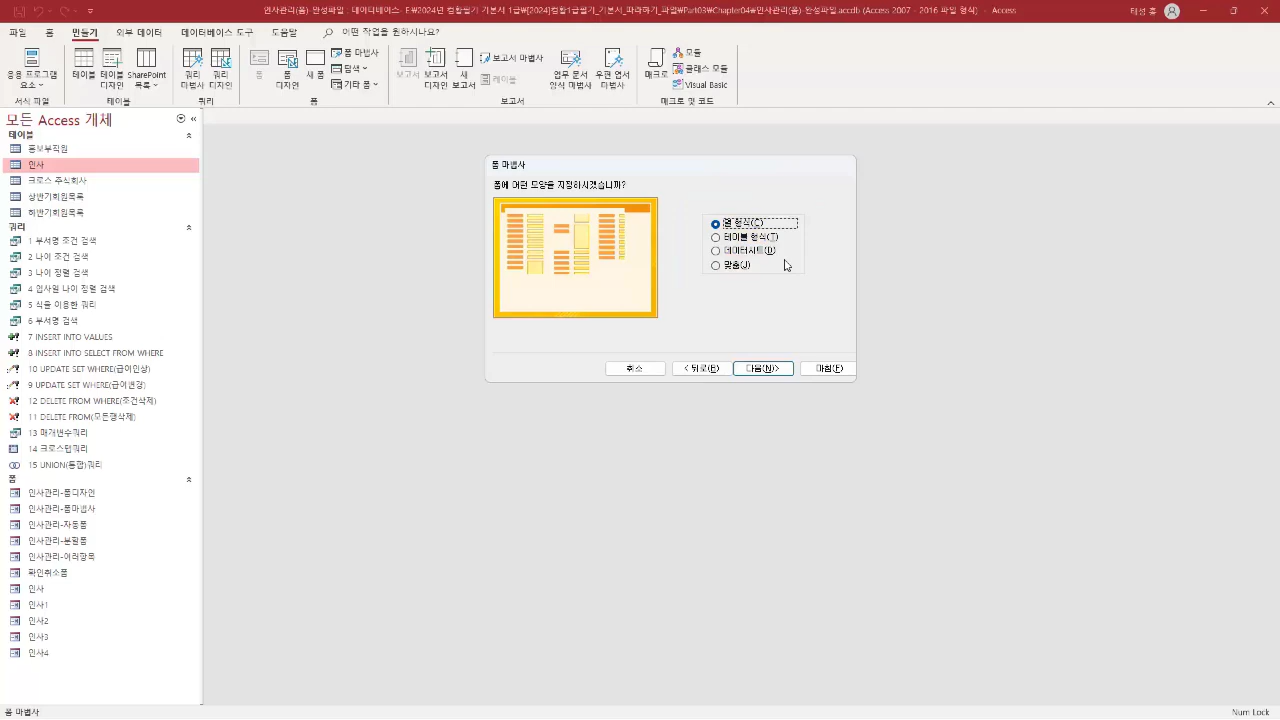 인사관리(폼)-완성파일 : 데이터베이스- E:₩2024년 컴활1급필기 기본서 1급₩[2024]컴활1급필기_기본서_따라하기_파일₩Part03₩Chapter04₩인사관리(폼)-완성파일.accdb (Access 2007 - 2016 파일 형식) - Access
태성 홍
파일 홈 만들기 외부 데이터 데이터베이스 도구 도움말 어떤 작업을 원하시나요?
응용 프로그램 요소
테이블
테이블 디자인
SharePoint 목록
쿼리 마법사
쿼리 디자인
폼
폼 디자인
새 폼
폼 마법사
탐색
기타 폼
보고서
보고서 디자인
새 보고서
보고서 마법사
레이블
업무 문서 양식 마법사
우편 엽서 마법사
매크로
모듈
클래스 모듈
Visual Basic
서식 파일 테이블 쿼리 폼 보고서 매크로 및 코드
모든 Access 개체
테이블
홍보부직원
인사
크로스 주식회사
상반기회원목록
하반기회원목록
쿼리
1 부서명 조건 검색
2 나이 조건 검색
3 나이 정렬 검색
4 입사일 나이 정렬 검색
5 식을 이용한 쿼리
6 부서명 검색
7 INSERT INTO VALUES
8 INSERT INTO SELECT FROM WHERE
10 UPDATE SET WHERE(급여인상)
9 UPDATE SET WHERE(급여변경)
12 DELETE FROM WHERE(조건삭제)
11 DELETE FROM(모든행삭제)
13 매개변수쿼리
14 크로스탭쿼리
15 UNION(통합)쿼리
폼
인사관리-폼디자인
인사관리-폼마법사
인사관리-자동폼
인사관리-분할폼
인사관리-여러항목
확인취소폼
인사
인사1
인사2
인사3
인사4
폼 마법사
폼에 어떤 모양을 지정하시겠습니까?
열 형식(C)
테이블 형식(T)
데이터시트(D)
맞춤(J)
취소 < 뒤로(B) 다음(N)> 마침(F)
폼 마법사
Num Lock